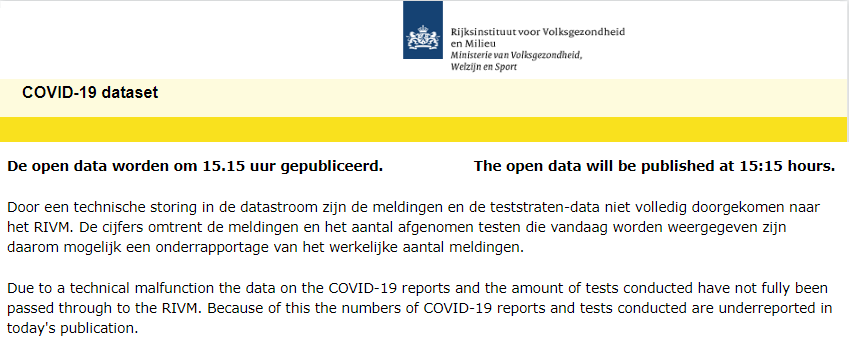 Rijksinstituut voor Volksgezondheid
en Milieu
Ministerie van Volksgezondheid,
Welzijn en Sport
COVID-19 dataset
De open data worden om 15.15 uur gepubliceerd. The open data will be published at 15:15 hours.
Door een technische storing in de datastroom zijn de meldingen en de teststraten-data niet volledig doorgekomen naar
het RIVM. De cijfers omtrent de meldingen en het aantal afgenomen testen die vandaag worden weergegeven zijn
daarom mogelijk een onderrapportage van het werkelijke aantal meldingen.
Due to a technical malfunction the data on the COVID-19 reports and the amount of tests conducted have not fully been
passed through to the RIVM. Because of this the numbers of COVID-19 reports and tests conducted are underreported in
today's publication.